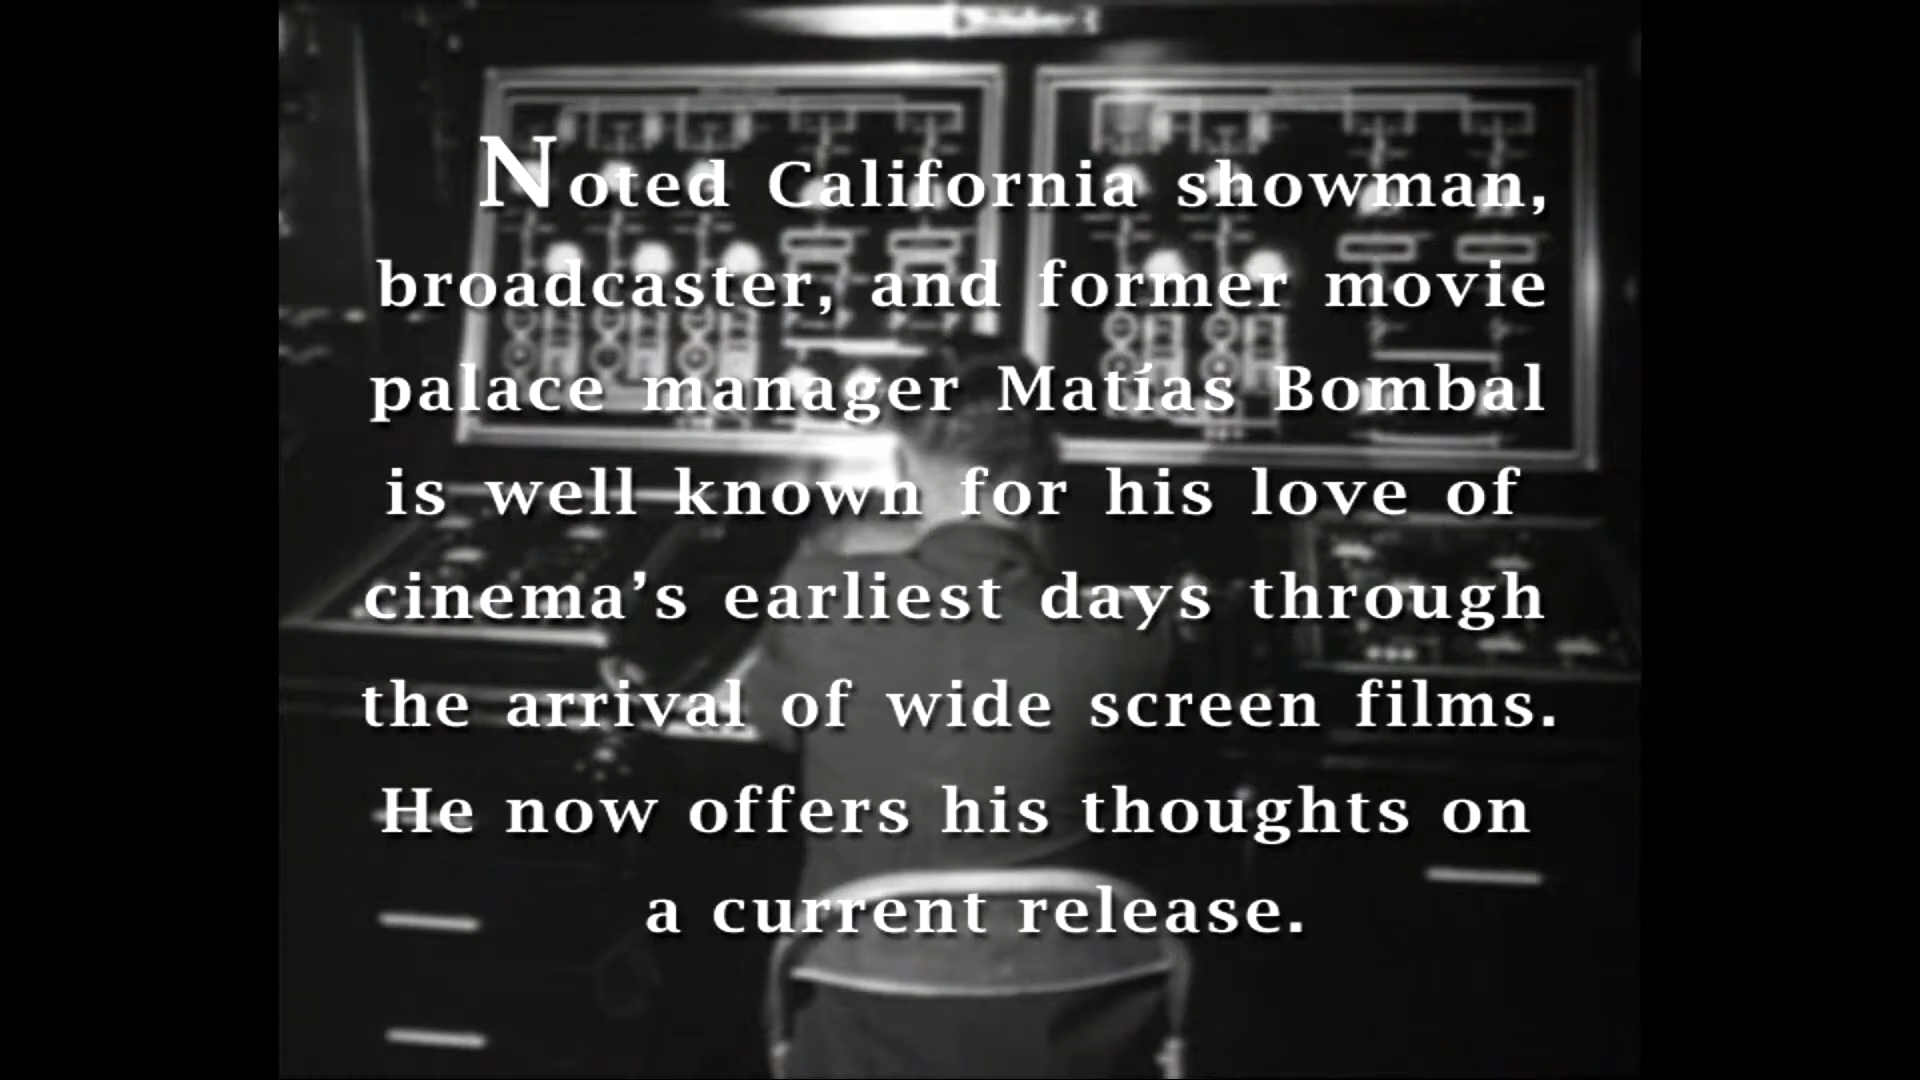 Noted California showman,
broadcaster, and former movie
palace manager Matías Bombal
is well known for his love of
cinema’s earliest days through
the arrival of wide screen films.
He now offers his thoughts on
a current release.